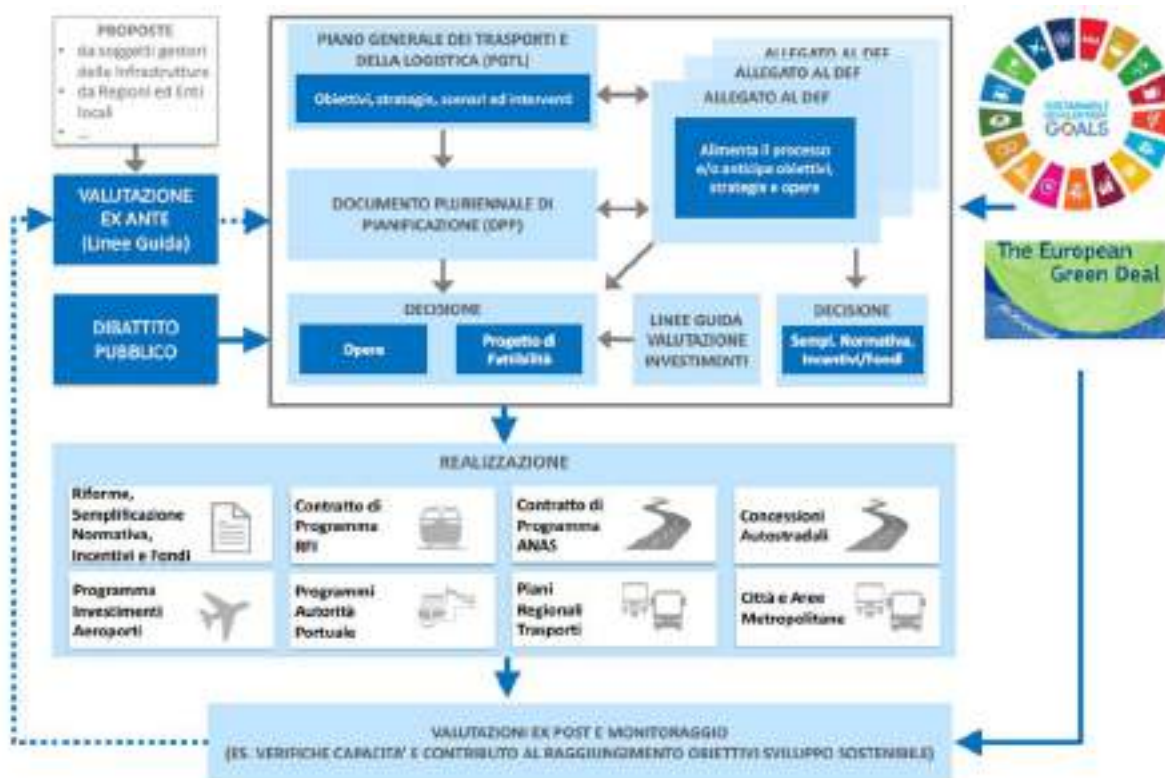 PROPOSTE
• da soggetti gestori
delle Infrastrutture
• da Regioni ed Enti
locali
• ...
VALUTAZIONE
EX ANTE
(Linee Guida)
DIBATTITO
PUBBLICO
PIANO GENERALE DEI TRASPORTI E
DELLA LOGISTICA (PGTL)
Obiettivi, strategie, scenari ed interventi
DOCUMENTO PLURIENNALE DI
PIANIFICAZIONE (DPP)
ALLEGATO AL DEF
ALLEGATO AL DEF
ALLEGATO AL DEF
Alimenta il processo
e/o anticipa obiettivi,
strategie e opere
DECISIONE
Opere
Progetto di
Fattibilità
LINEE GUIDA
VALUTAZIONE
INVESTIMENTI
DECISIONE
Sempl. Normativa,
Incentivi/Fondi
SUSTAINABLE
DEVELOPMENT
GOALS
The European
Green Deal
REALIZZAZIONE
Riforme,
Semplificazione
Normativa,
Incentivi e Fondi
Contratto di
Programma
RFI
Contratto di
Programma
ANAS
Concessioni
Autostradali
Programma
Investimenti
Aeroporti
Programmi
Autorità
Portuale
Piani
Regionali
Trasporti
Città e Aree
Metropolitane
VALUTAZIONI EX POST E MONITORAGGIO
(ES. VERIFICHE CAPACITA' E CONTRIBUTO AL RAGGIUNGIMENTO OBIETTIVI SVILUPPO SOSTENIBILE)